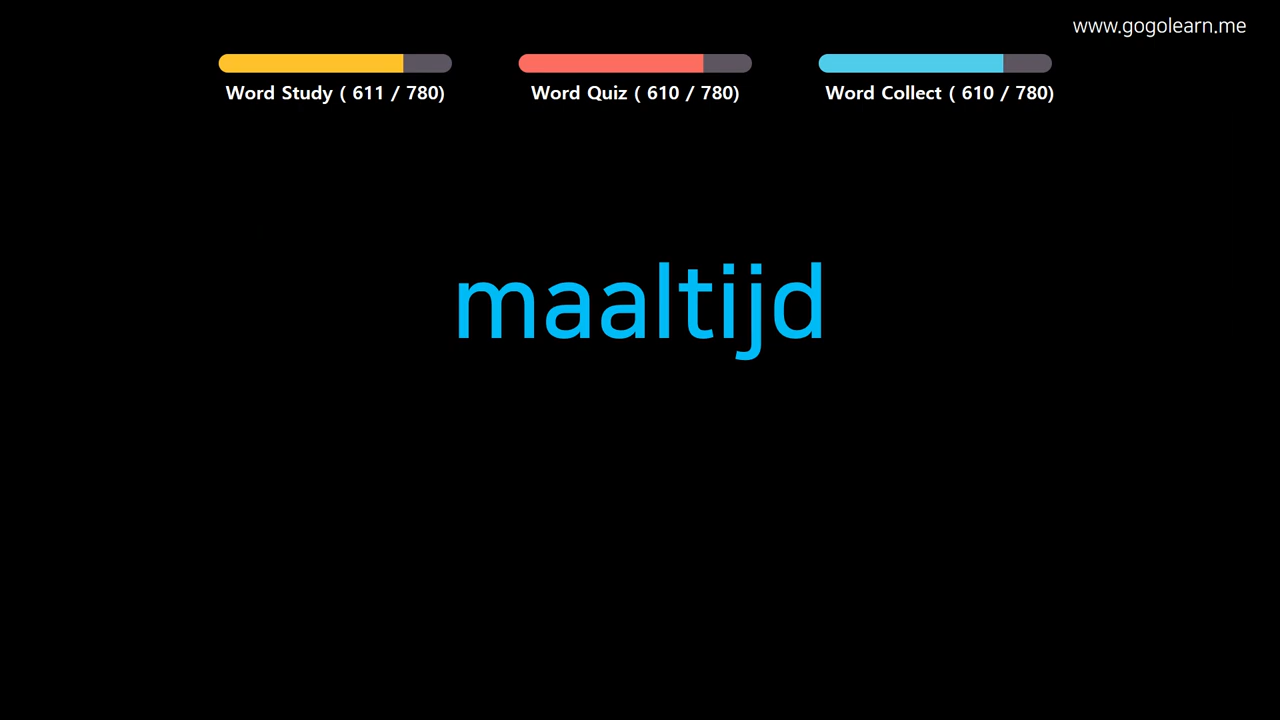 www.gogolearn.me
Word Study ( 611 / 780)
Word Quiz ( 610 / 780)
Word Collect ( 610 / 780)
maaltijd